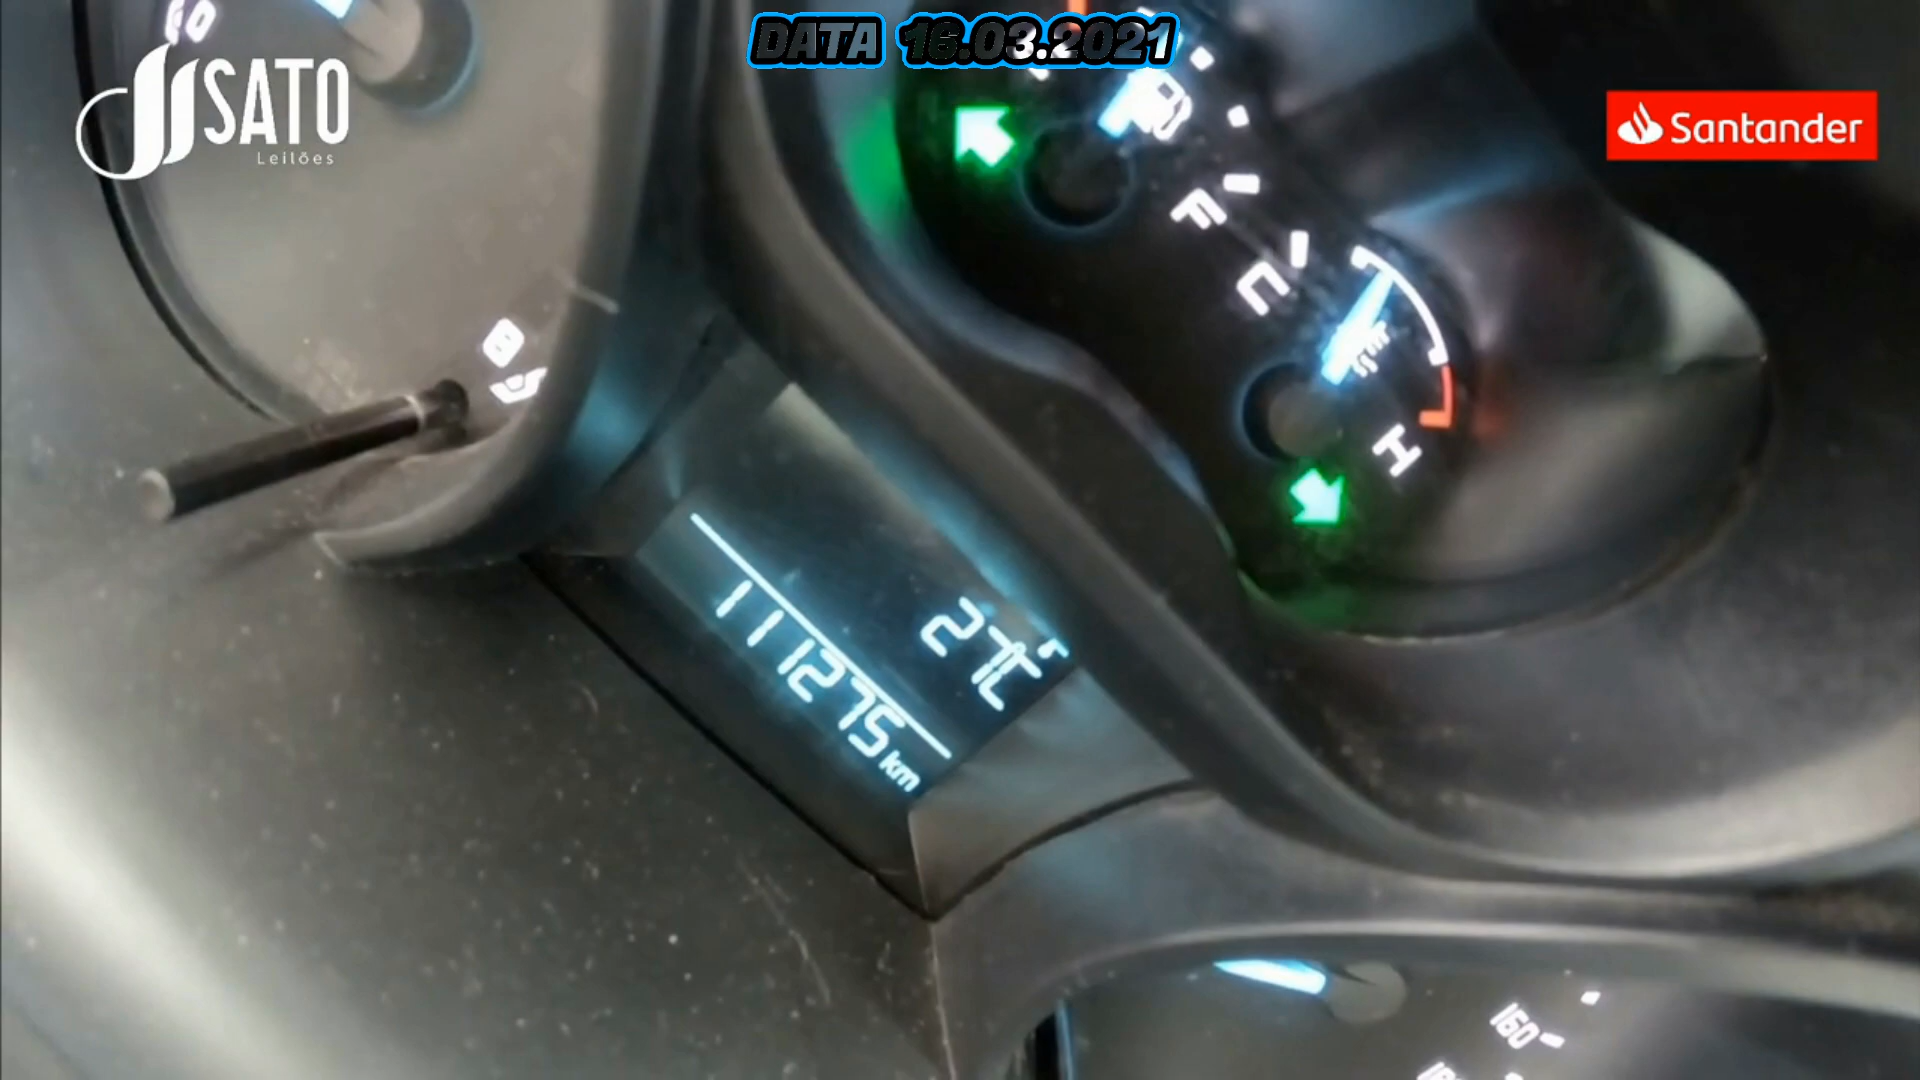 DATA 16.03.2021
SATO
Leilões
Santander
F
C
H
27°C
111275 km
160